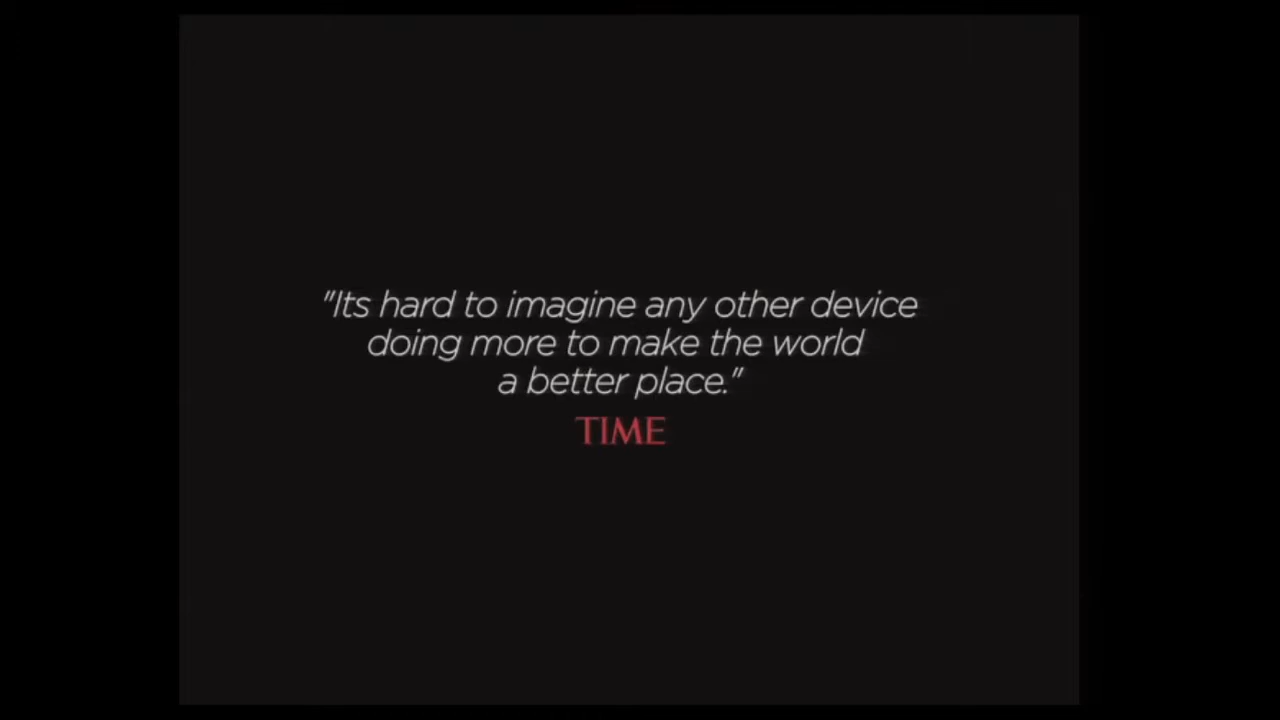 "Its hard to imagine any other device
doing more to make the world
a better place."
TIME